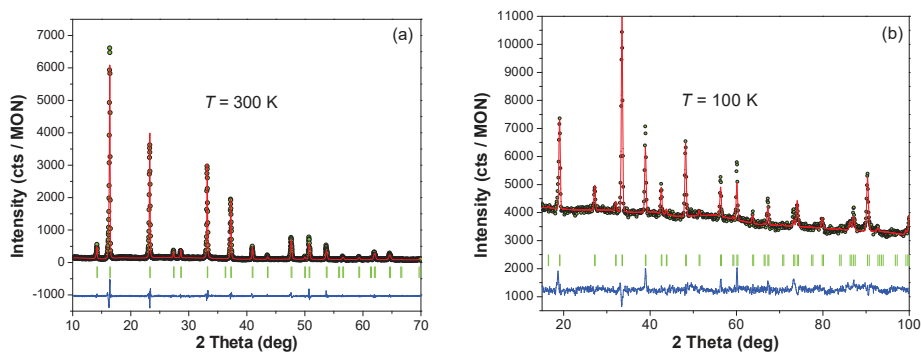 (a)
T = 300 K
7000
6000
5000
4000
3000
2000
1000
0
-1000
Intensity (cts / MON)
10 20 30 40 50 60 70
2 Theta (deg)
(b)
T = 100 K
11000
10000
9000
8000
7000
6000
5000
4000
3000
2000
1000
Intensity (cts / MON)
20 40 60 80 100
2 Theta (deg)